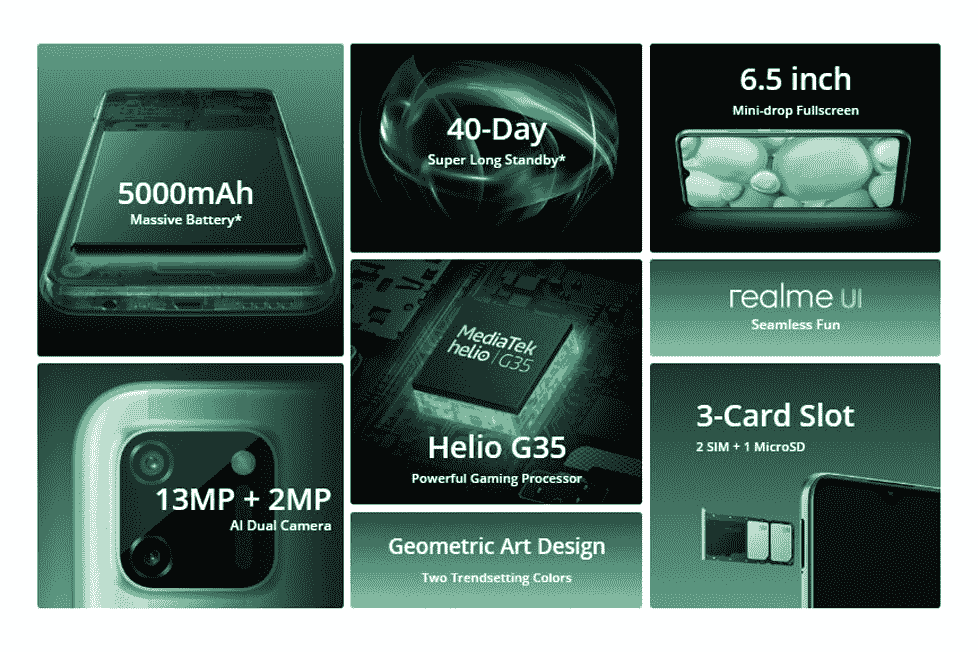 5000mAh
Massive Battery*
40-Day
Super Long Standby*
6.5 inch
Mini-drop Fullscreen
MediaTek
helio G35
Helio G35
Powerful Gaming Processor
realme UI
Seamless Fun
13MP + 2MP
AI Dual Camera
Geometric Art Design
Two Trendsetting Colors
3-Card Slot
2 SIM + 1 MicroSD